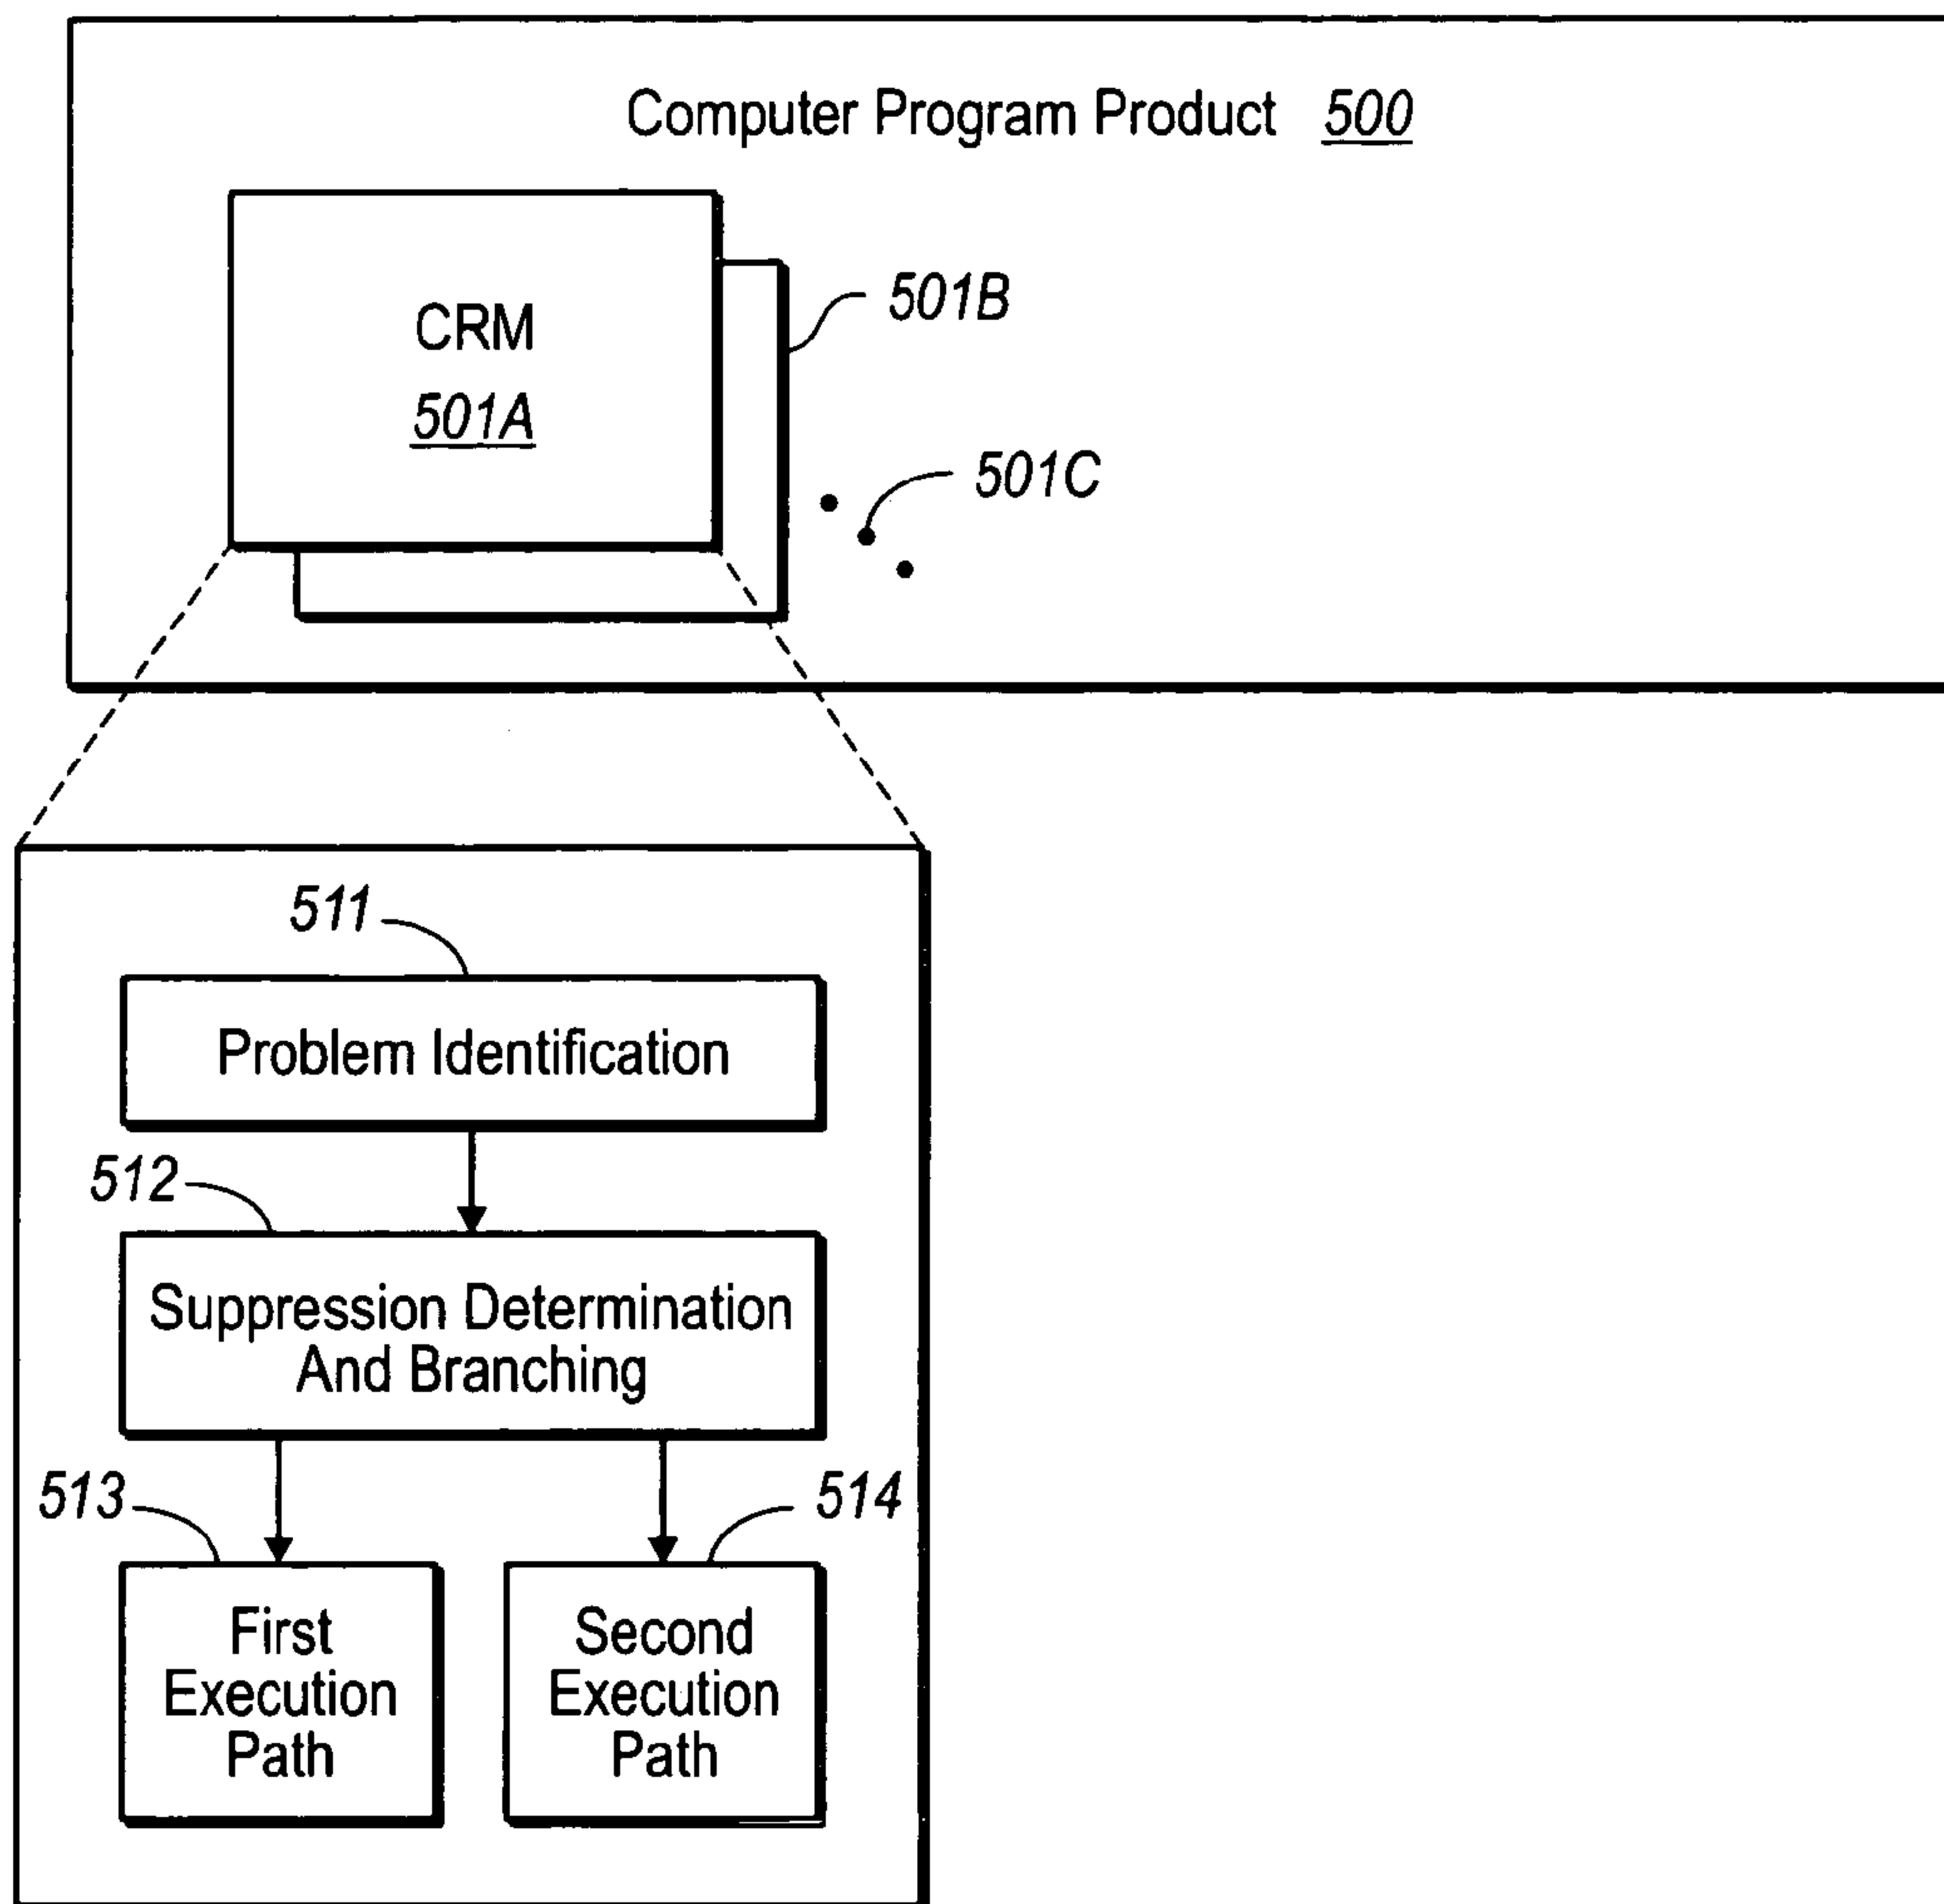 Computer Program Product 500
CRM
501A
501B
501C
511
Problem Identification
512
Suppression Determination
And Branching
513
514
First
Execution
Path
Second
Execution
Path